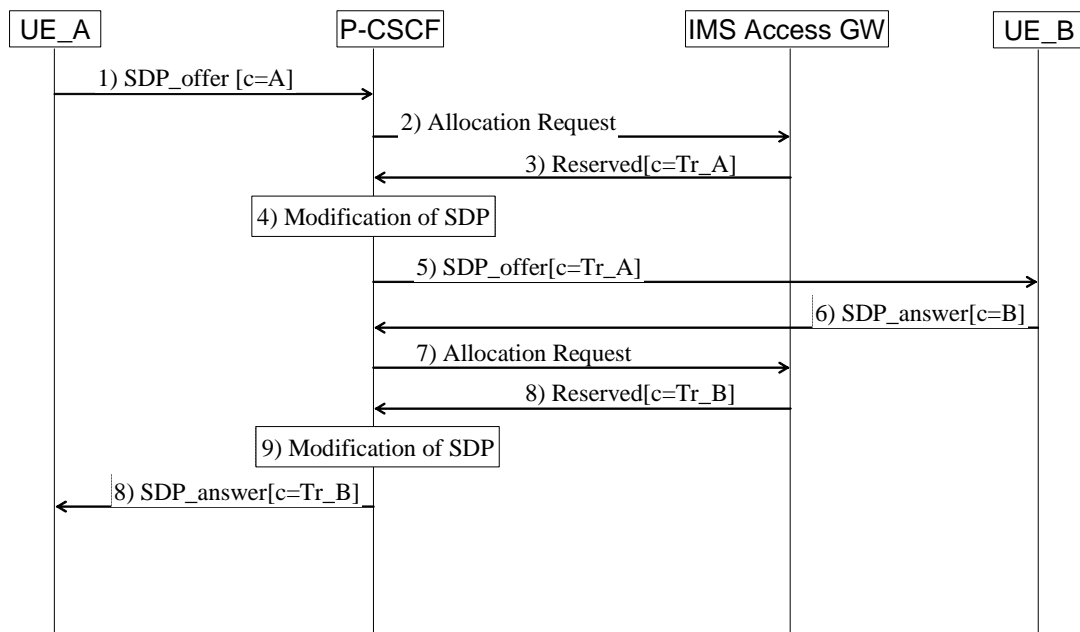 UE_A
P-CSCF
IMS Access GW
UE_B
1) SDP_offer [c=A]
2) Allocation Request
3) Reserved[c=Tr_A]
4) Modification of SDP
5) SDP_offer[c=Tr_A]
6) SDP_answer[c=B]
7) Allocation Request
8) Reserved[c=Tr_B]
9) Modification of SDP
8) SDP_answer[c=Tr_B]